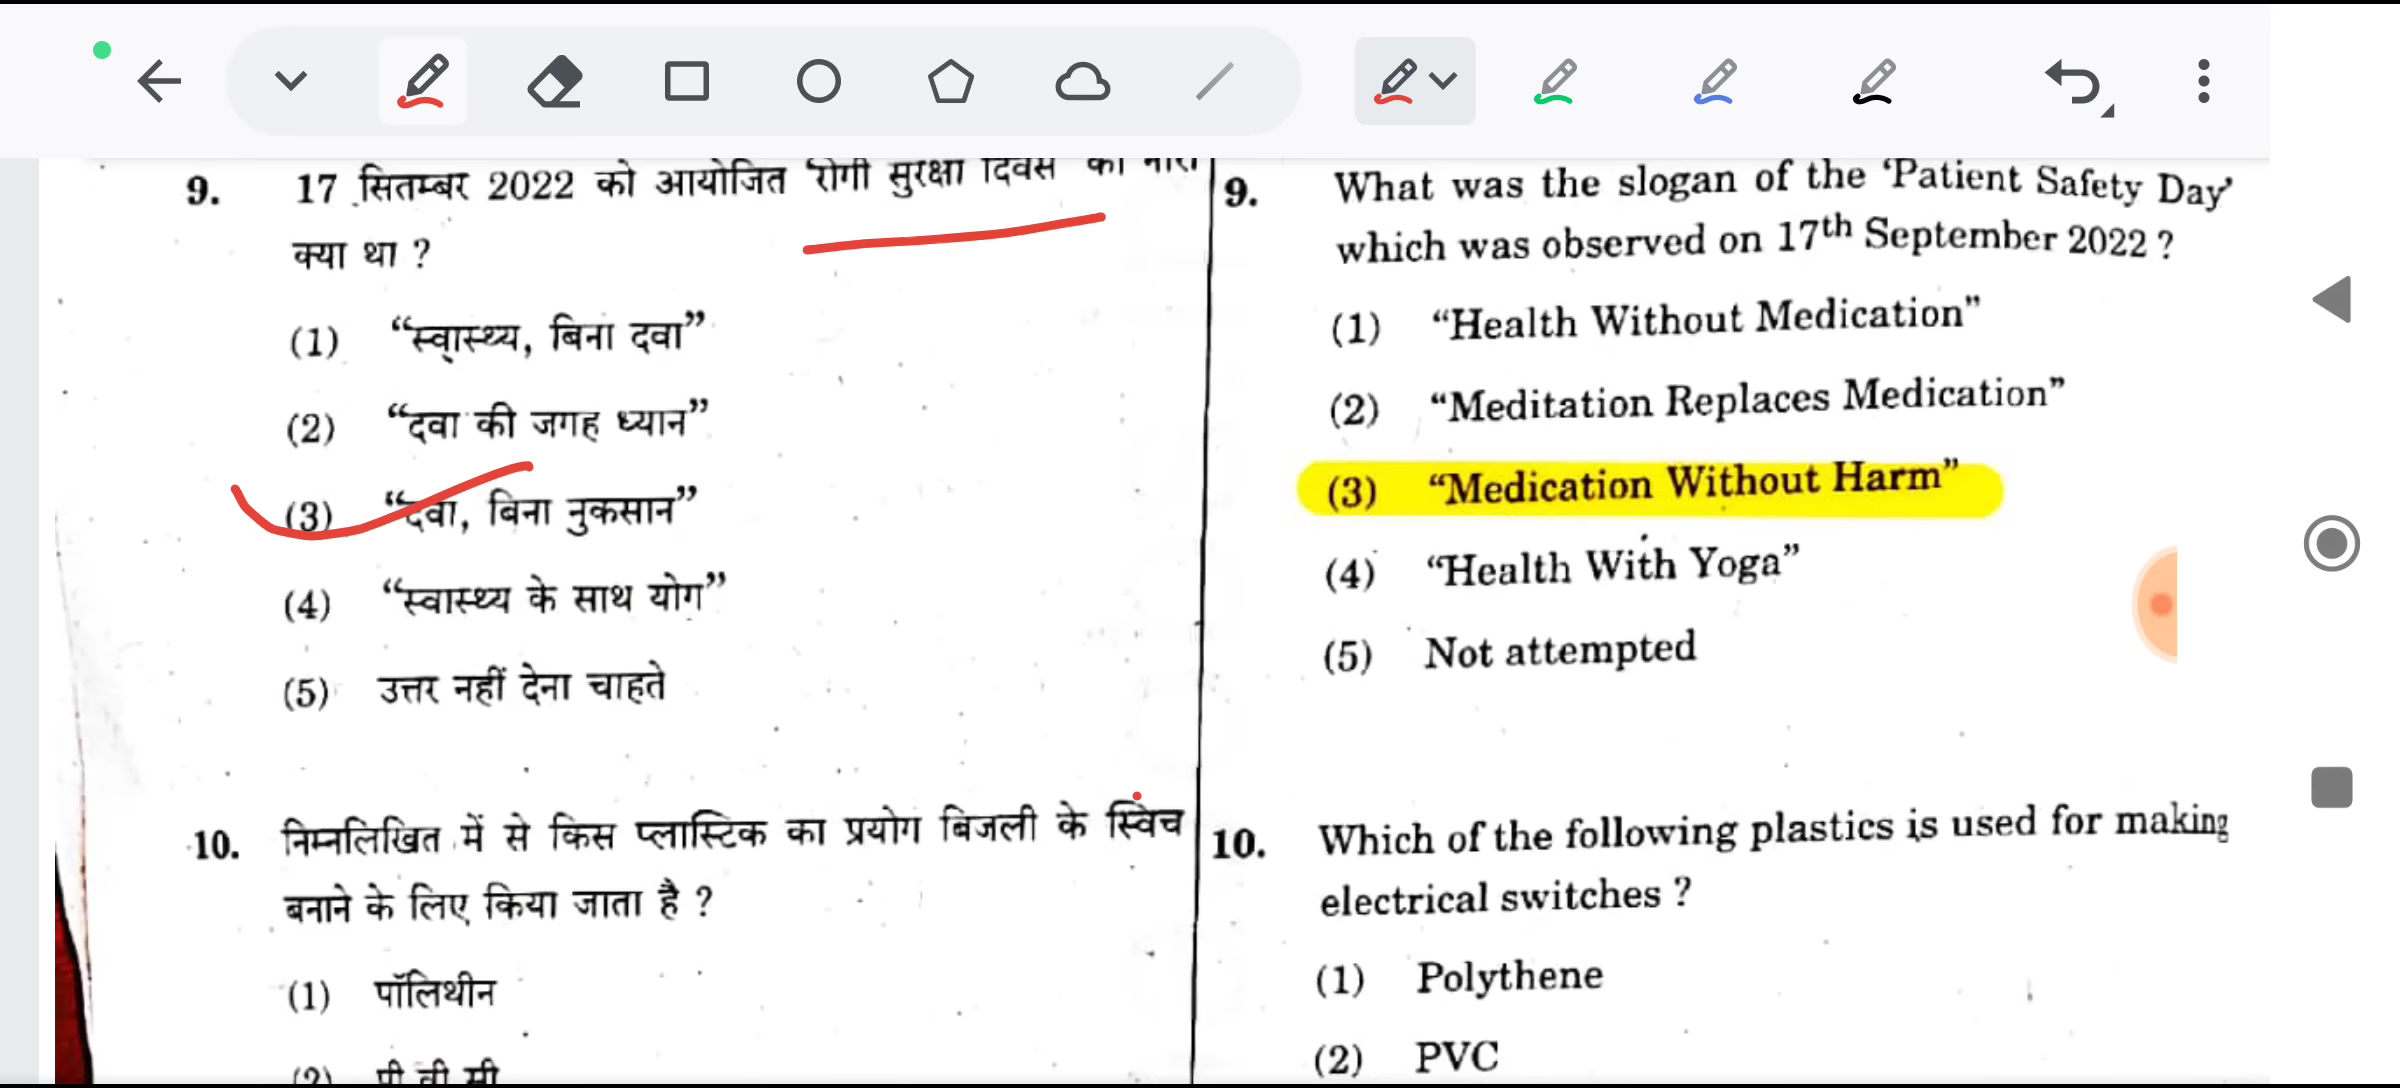 9. 17 सितम्बर 2022 को आयोजित 'रोगी सुरक्षा दिवस' का नारा
क्या था ?
(1) “स्वास्थ्य, बिना दवा”
(2) “दवा की जगह ध्यान”
(3) “दवा, बिना नुकसान”
(4) “स्वास्थ्य के साथ योग”
(5) उत्तर नहीं देना चाहते
10. निम्नलिखित में से किस प्लास्टिक का प्रयोग बिजली के स्विच
बनाने के लिए किया जाता है ?
(1) पॉलिथीन
(2) पी वी सी
9. What was the slogan of the ‘Patient Safety Day’
which was observed on 17th September 2022 ?
(1) “Health Without Medication”
(2) “Meditation Replaces Medication”
(3) “Medication Without Harm”
(4) “Health With Yoga”
(5) Not attempted
10. Which of the following plastics is used for making
electrical switches ?
(1) Polythene
(2) PVC